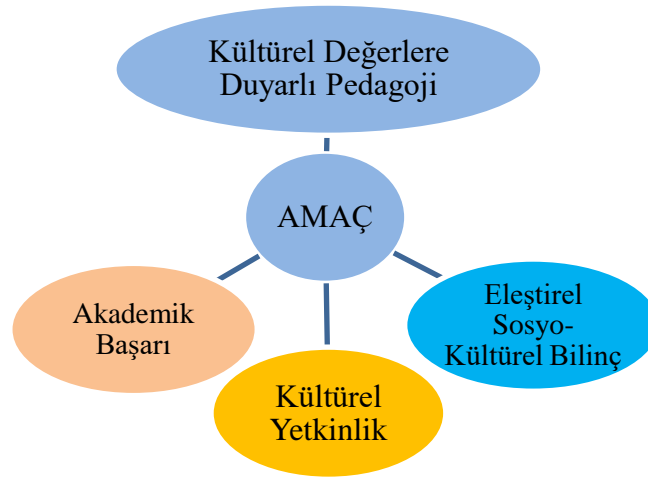 Kültürel Değerlere
Duyarlı Pedagoji
AMAÇ
Akademik
Başarı
Kültürel
Yetkinlik
Eleştirel
Sosyo-
Kültürel Bilinç